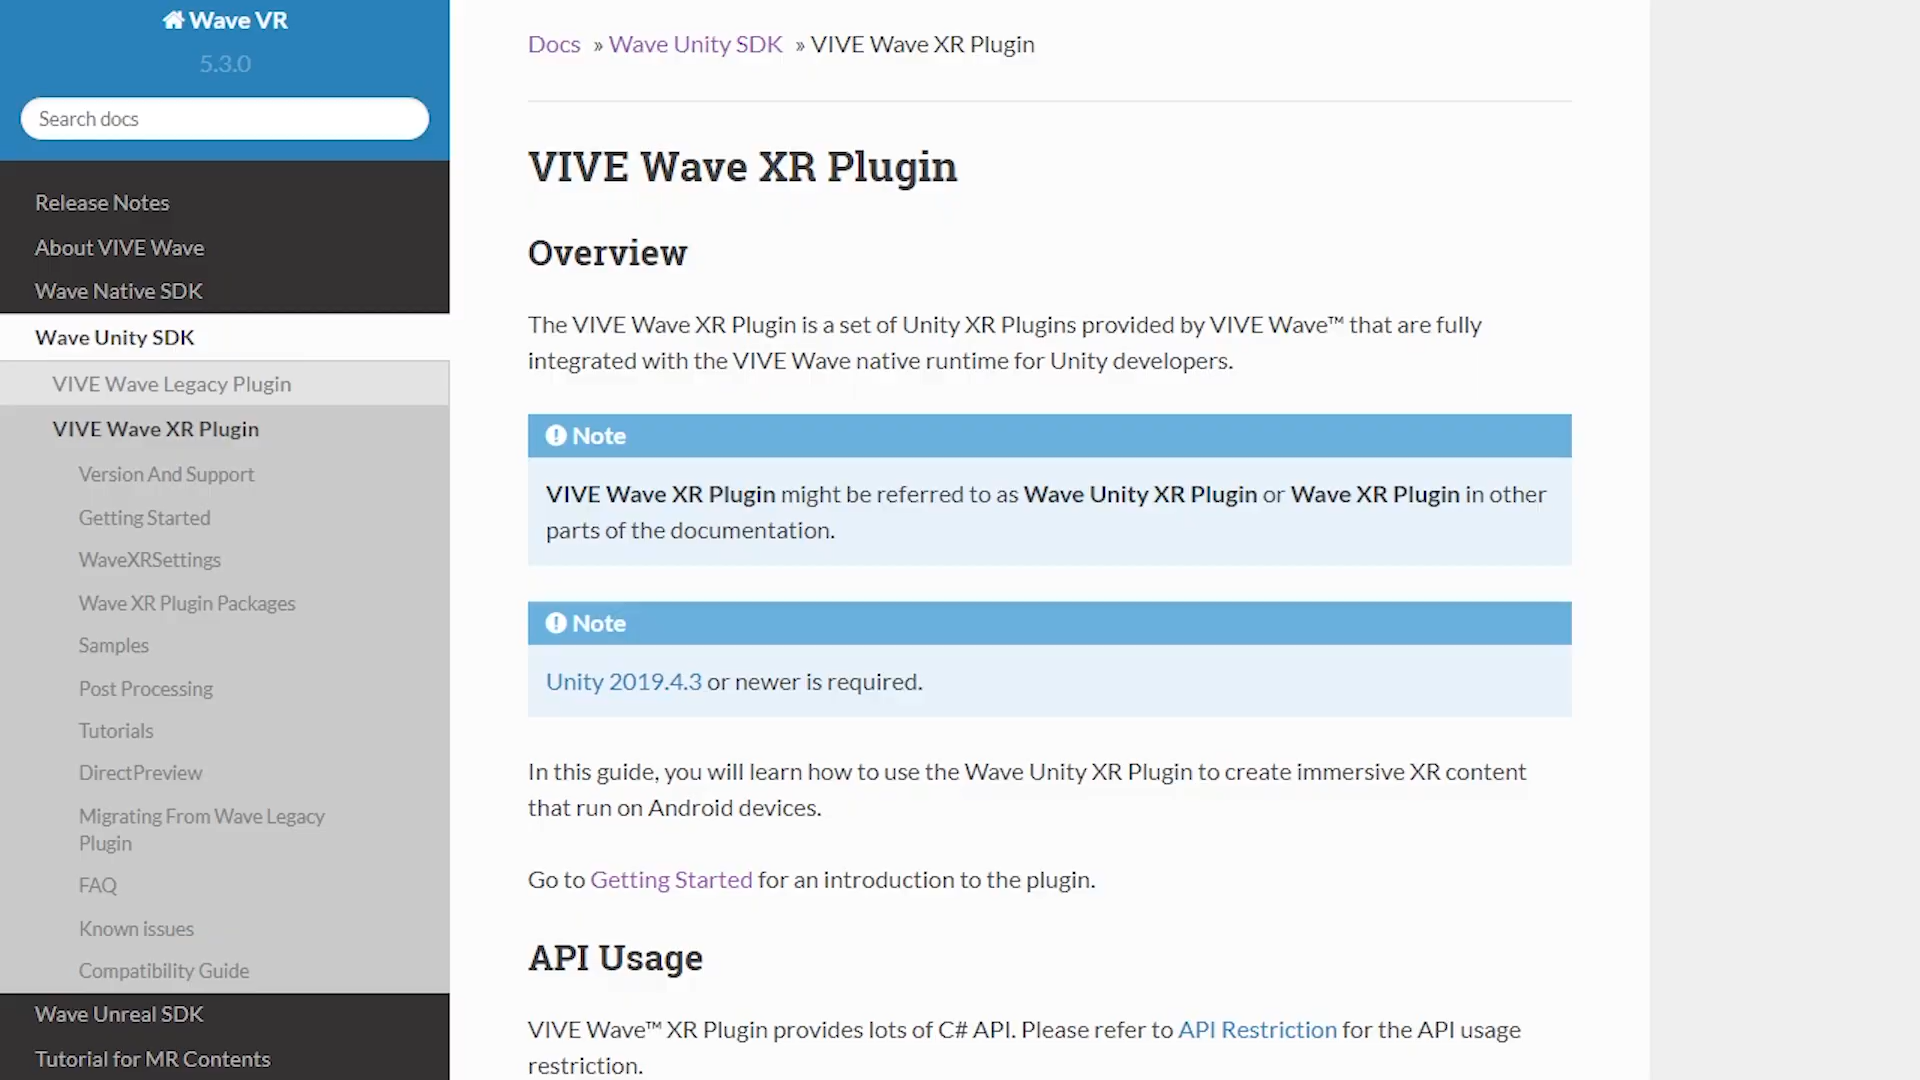 Wave VR
5.3.0
Search docs
Release Notes
About VIVE Wave
Wave Native SDK
Wave Unity SDK
VIVE Wave Legacy Plugin
VIVE Wave XR Plugin
Version And Support
Getting Started
WaveXRSettings
Wave XR Plugin Packages
Samples
Post Processing
Tutorials
DirectPreview
Migrating From Wave Legacy
Plugin
FAQ
Known issues
Compatibility Guide
Wave Unreal SDK
Tutorial for MR Contents
Docs » Wave Unity SDK » VIVE Wave XR Plugin
VIVE Wave XR Plugin
Overview
The VIVE Wave XR Plugin is a set of Unity XR Plugins provided by VIVE Wave™ that are fully
integrated with the VIVE Wave native runtime for Unity developers.
Note
VIVE Wave XR Plugin might be referred to as Wave Unity XR Plugin or Wave XR Plugin in other
parts of the documentation.
Note
Unity 2019.4.3 or newer is required.
In this guide, you will learn how to use the Wave Unity XR Plugin to create immersive XR content
that run on Android devices.
Go to Getting Started for an introduction to the plugin.
API Usage
VIVE Wave™ XR Plugin provides lots of C# API. Please refer to API Restriction for the API usage
restriction.